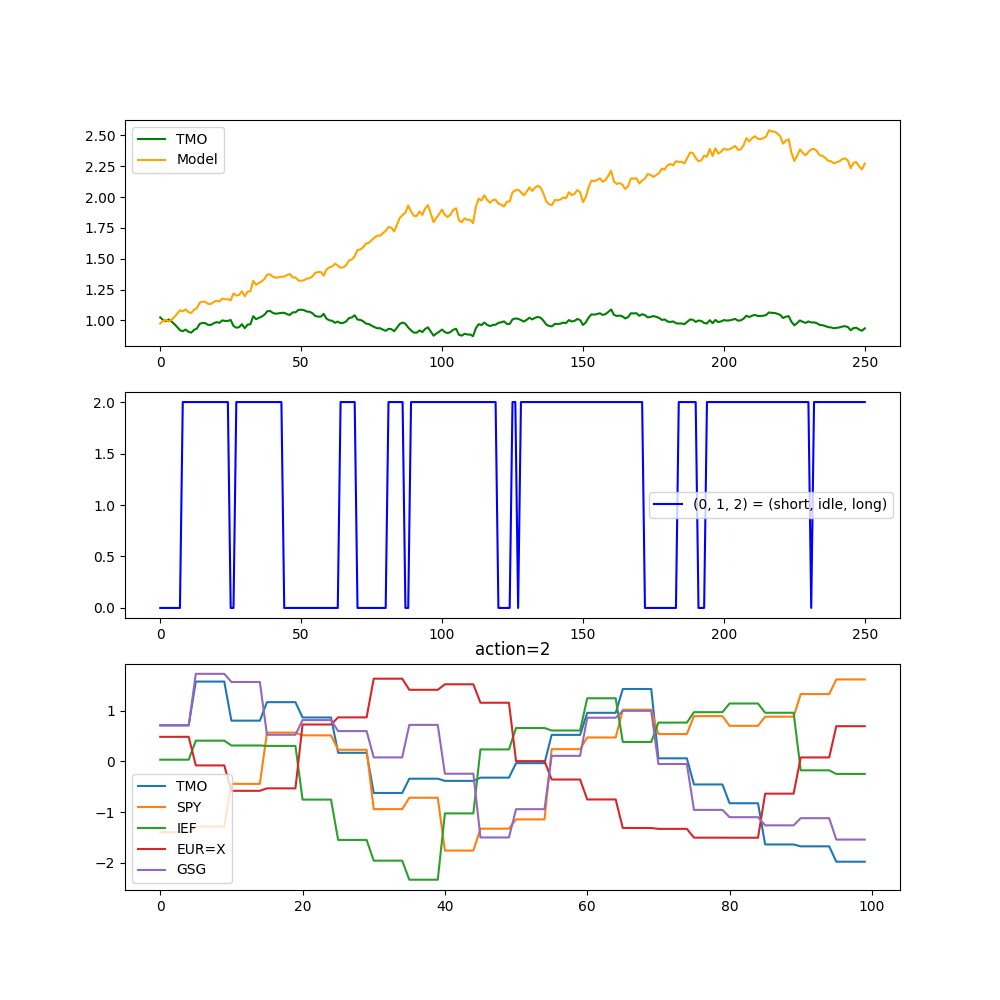 TMO
Model
2.50
2.25
2.00
1.75
1.50
1.25
1.00
0 50 100 150 200 250
2.0
1.5
1.0
0.5
0.0
(0, 1, 2) = (short, idle, long)
0 50 100 150 200 250
action=2
1
0
−1
−2
TMO
SPY
IEF
EUR=X
GSG
0 20 40 60 80 100